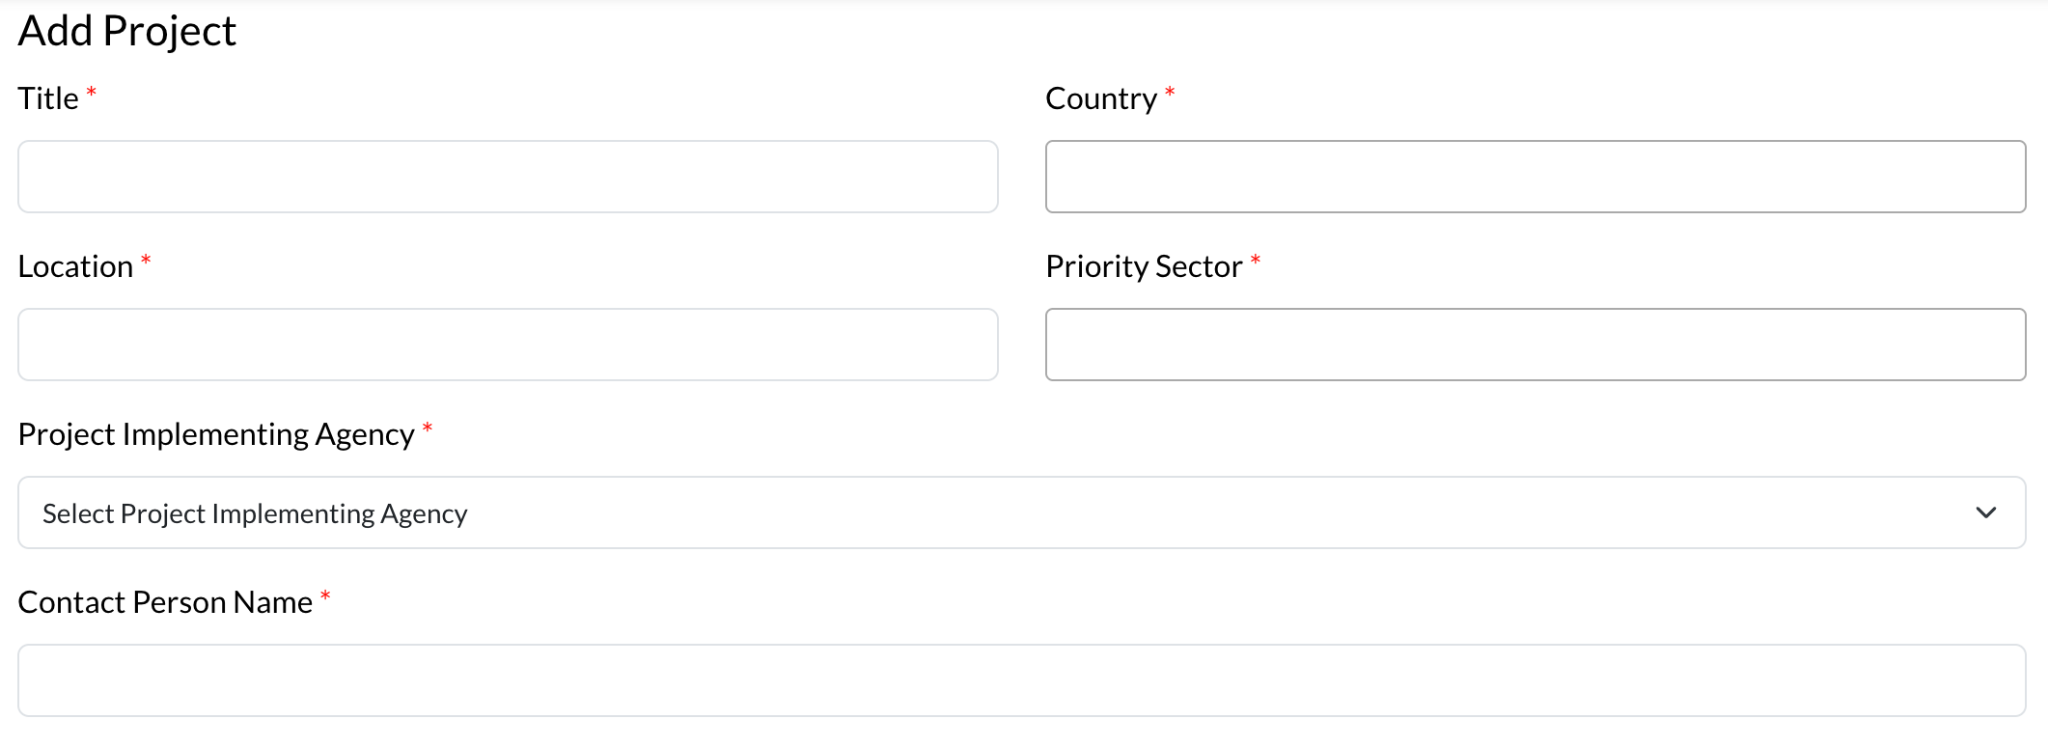 Add Project
Title *
Country *
Location *
Priority Sector *
Project Implementing Agency *
Select Project Implementing Agency
Contact Person Name *